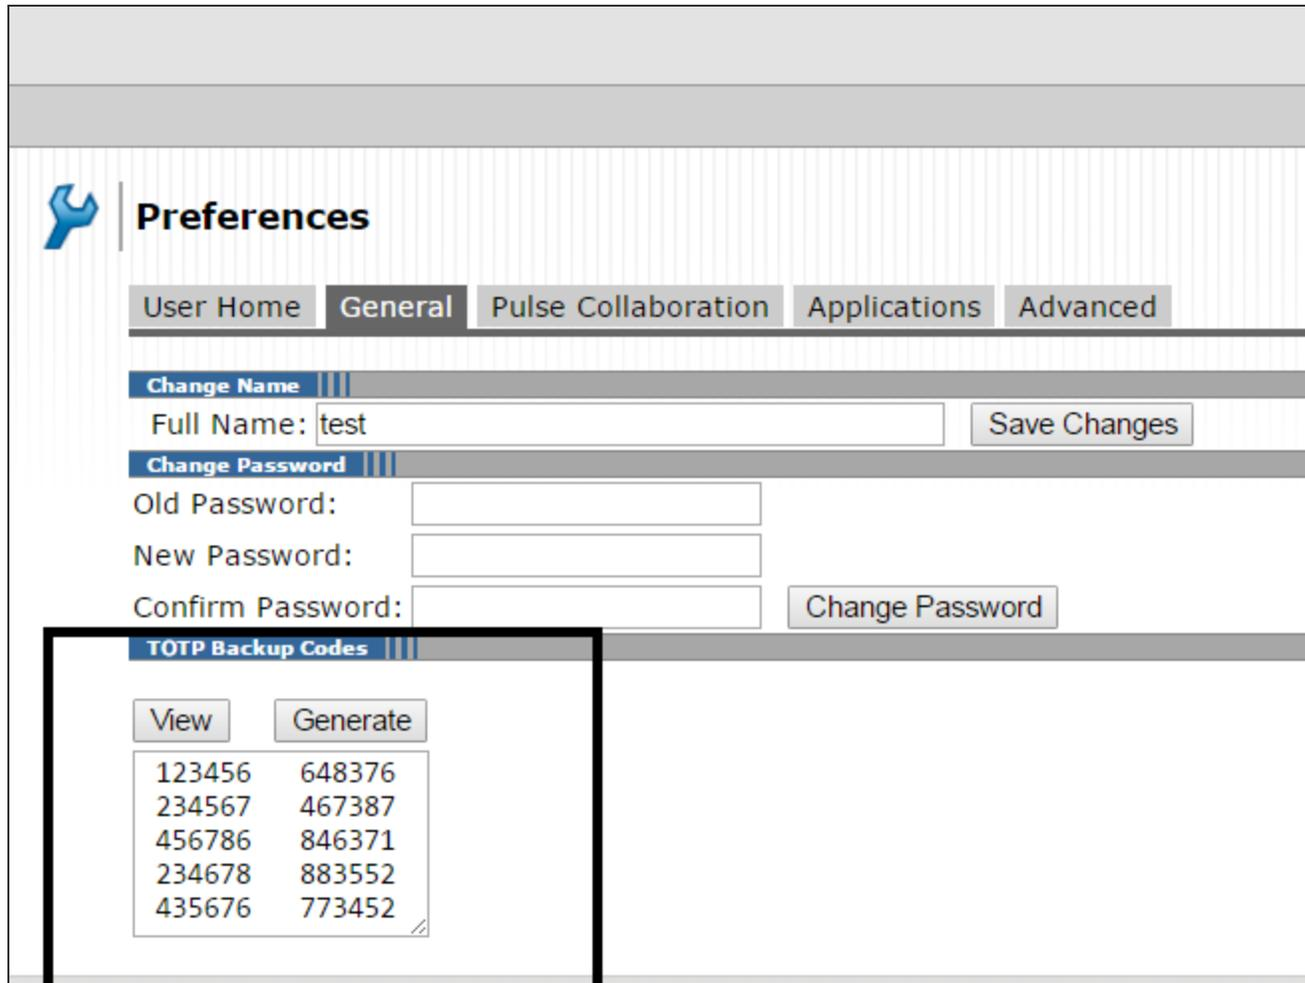 Preferences
User Home General Pulse Collaboration Applications Advanced
Change Name
Full Name: test Save Changes
Change Password
Old Password:
New Password:
Confirm Password: Change Password
TOTP Backup Codes
View Generate
123456 648376
234567 467387
456786 846371
234678 883552
435676 773452